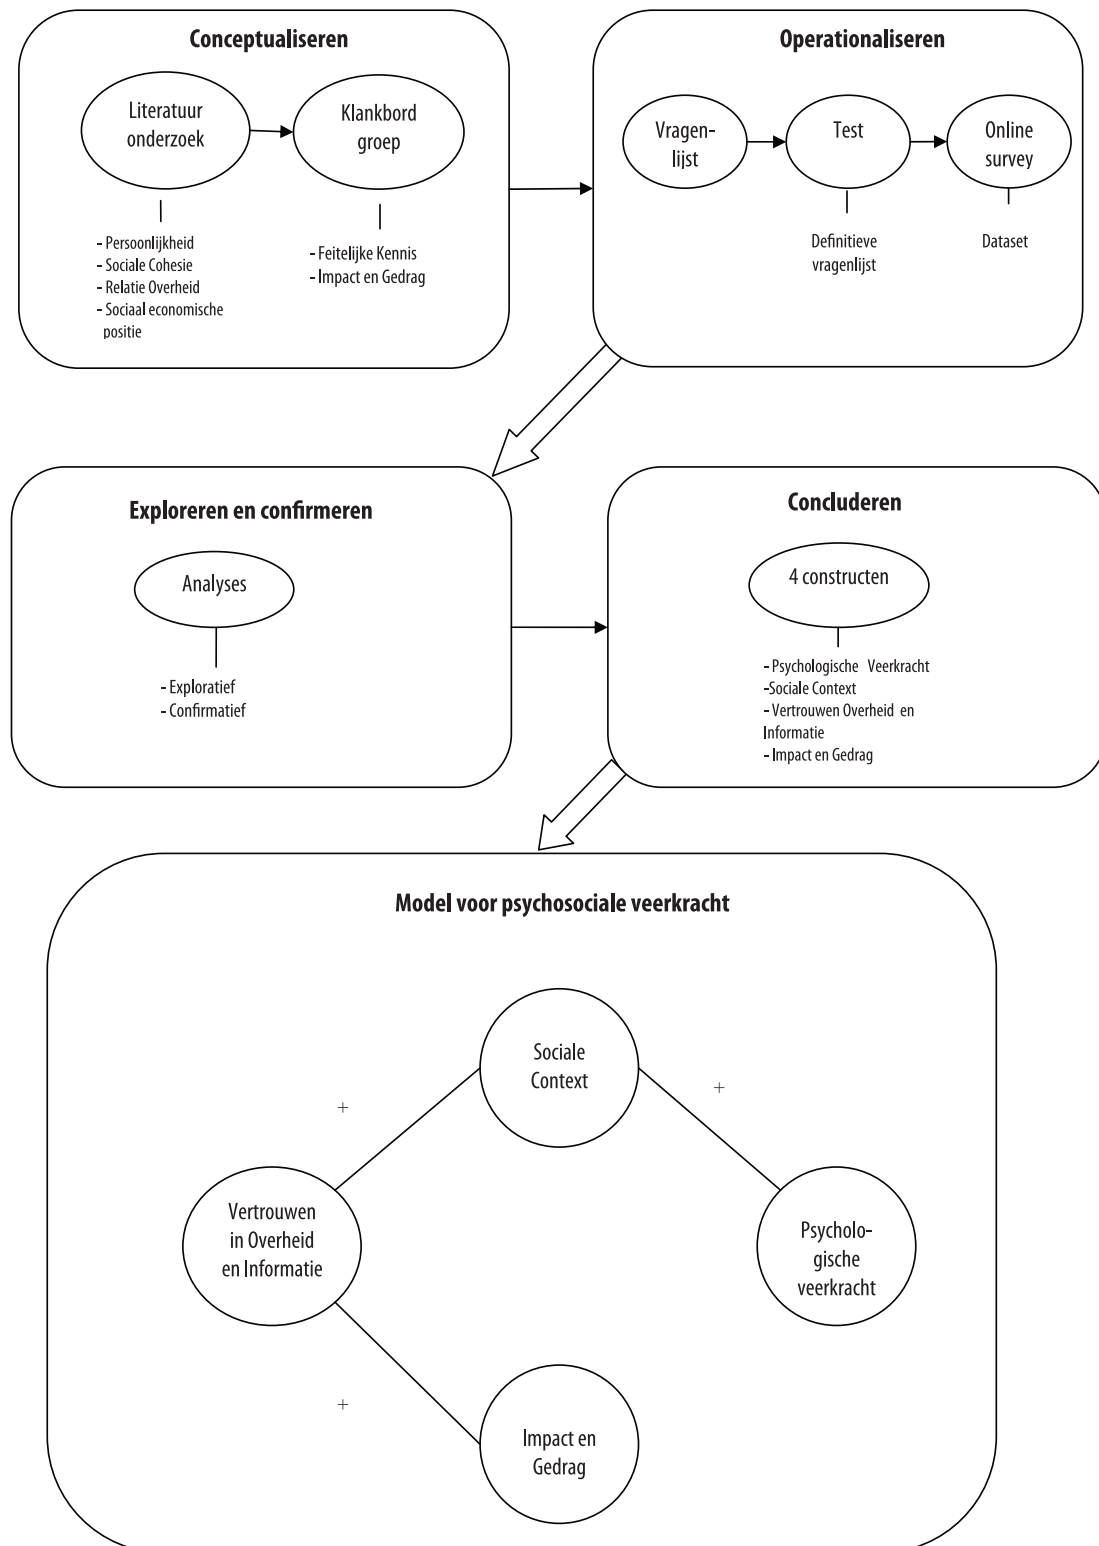 Conceptualiseren
Literatuur
onderzoek
Klankbord
groep
- Persoonlijkheid
- Sociale Cohesie
- Relatie Overheid
- Sociaal economische
positie
- Feitelijke Kennis
- Impact en Gedrag
Operationaliseren
Vragen-
lijst
Test
Online
survey
Definitieve
vragenlijst
Dataset
Exploreren en confirmeren
Analyses
- Exploratief
- Confirmatief
Concluderen
4 constructen
- Psychologische Veerkracht
-Sociale Context
- Vertrouwen Overheid en
Informatie
- Impact en Gedrag
Model voor psychosociale veerkracht
Sociale
Context
+
+
Vertrouwen
in Overheid
en Informatie
Psycholo-
gische
veerkracht
+
Impact en
Gedrag